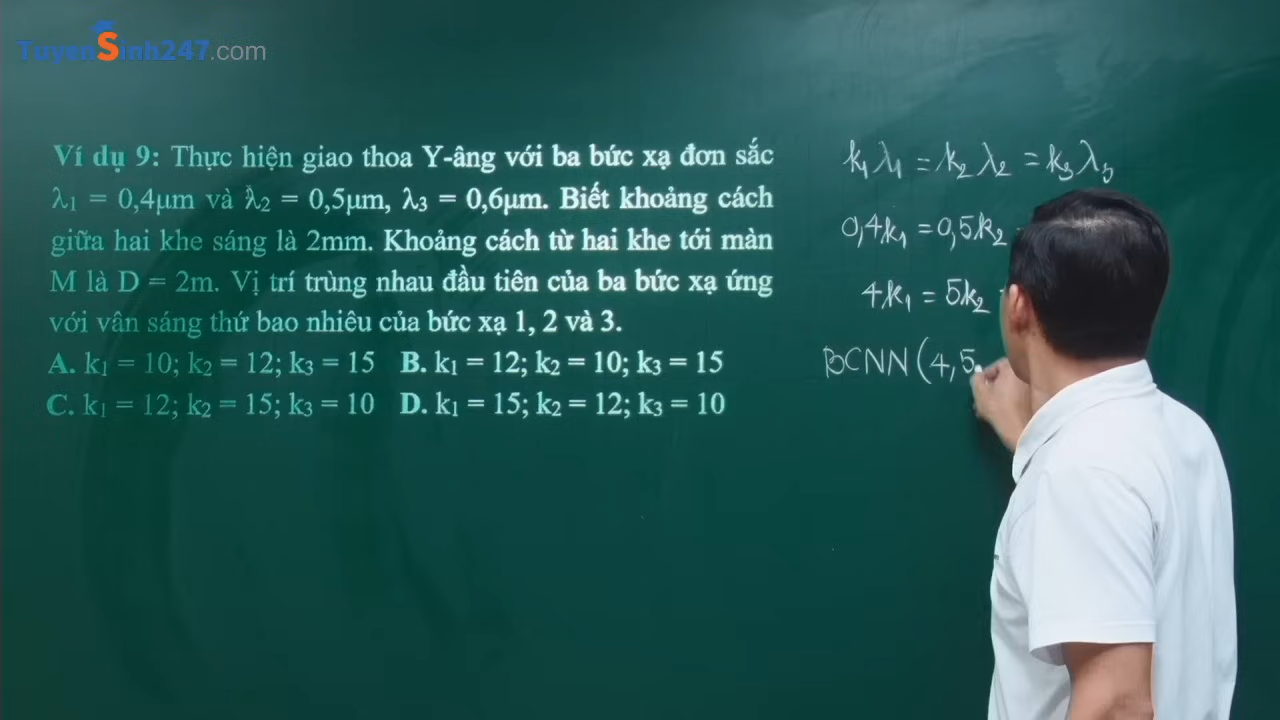 TuyenSinh247.com
Ví dụ 9: Thực hiện giao thoa Y-âng với ba bức xạ đơn sắc
λ1 = 0,4μm và λ2 = 0,5μm, λ3 = 0,6μm. Biết khoảng cách
giữa hai khe sáng là 2mm. Khoảng cách từ hai khe tới màn
M là D = 2m. Vị trí trùng nhau đầu tiên của ba bức xạ ứng
với vân sáng thứ bao nhiêu của bức xạ 1, 2 và 3.
A. k1 = 10; k2 = 12; k3 = 15 B. k1 = 12; k2 = 10; k3 = 15
C. k1 = 12; k2 = 15; k3 = 10 D. k1 = 15; k2 = 12; k3 = 10
k1λ1 = k2λ2 = k3λ3
0,4k1 = 0,5k2
4k1 = 5k2
BCNN(4,5